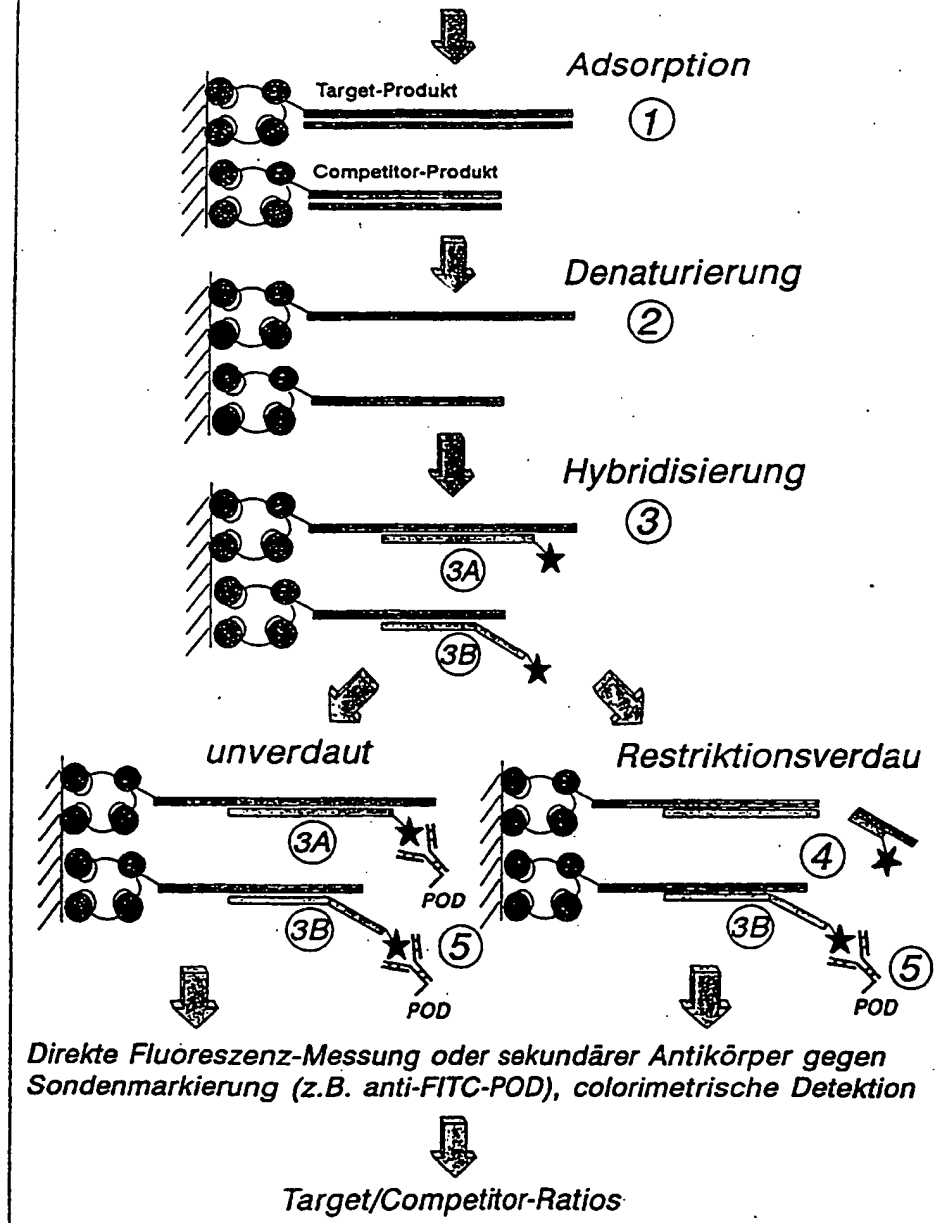 Adsorption
1
Target-Produkt
Competitor-Produkt
Denaturierung
2
Hybridisierung
3
3A
3B
unverdaut
Restriktionsverdau
3A
POD
4
3B
5
POD
3B
5
POD
Direkte Fluoreszenz-Messung oder sekundärer Antikörper gegen
Sondenmarkierung (z.B. anti-FITC-POD), colorimetrische Detektion
Target/Competitor-Ratios